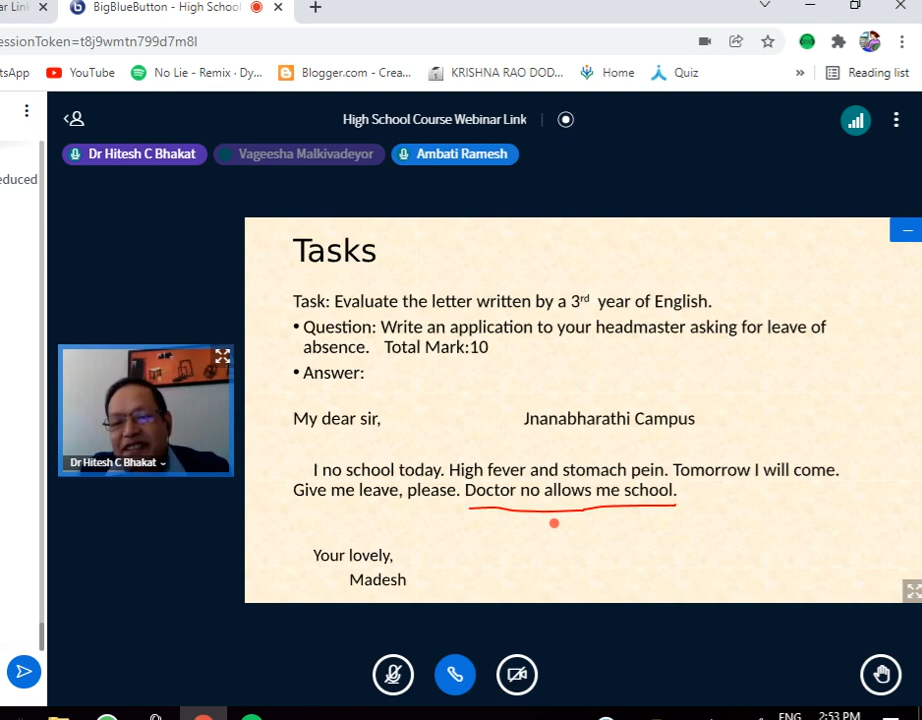 ar Link
BigBlueButton - High School
essionToken=t8j9wmtn799d7m8l
tsApp
YouTube
No Lie - Remix · Dy...
Blogger.com - Crea...
KRISHNA RAO DOD...
Home
Quiz
»
Reading list
educed
High School Course Webinar Link
Dr Hitesh C Bhakat
Vageesha Malkivadeyor
Ambati Ramesh
Tasks
Task: Evaluate the letter written by a 3rd year of English.
• Question: Write an application to your headmaster asking for leave of
absence. Total Mark:10
• Answer:
My dear sir, Jnanabharathi Campus
I no school today. High fever and stomach pein. Tomorrow I will come.
Give me leave, please. Doctor no allows me school.
Your lovely,
Madesh
Dr Hitesh C Bhakat
ENG
2:53 PM